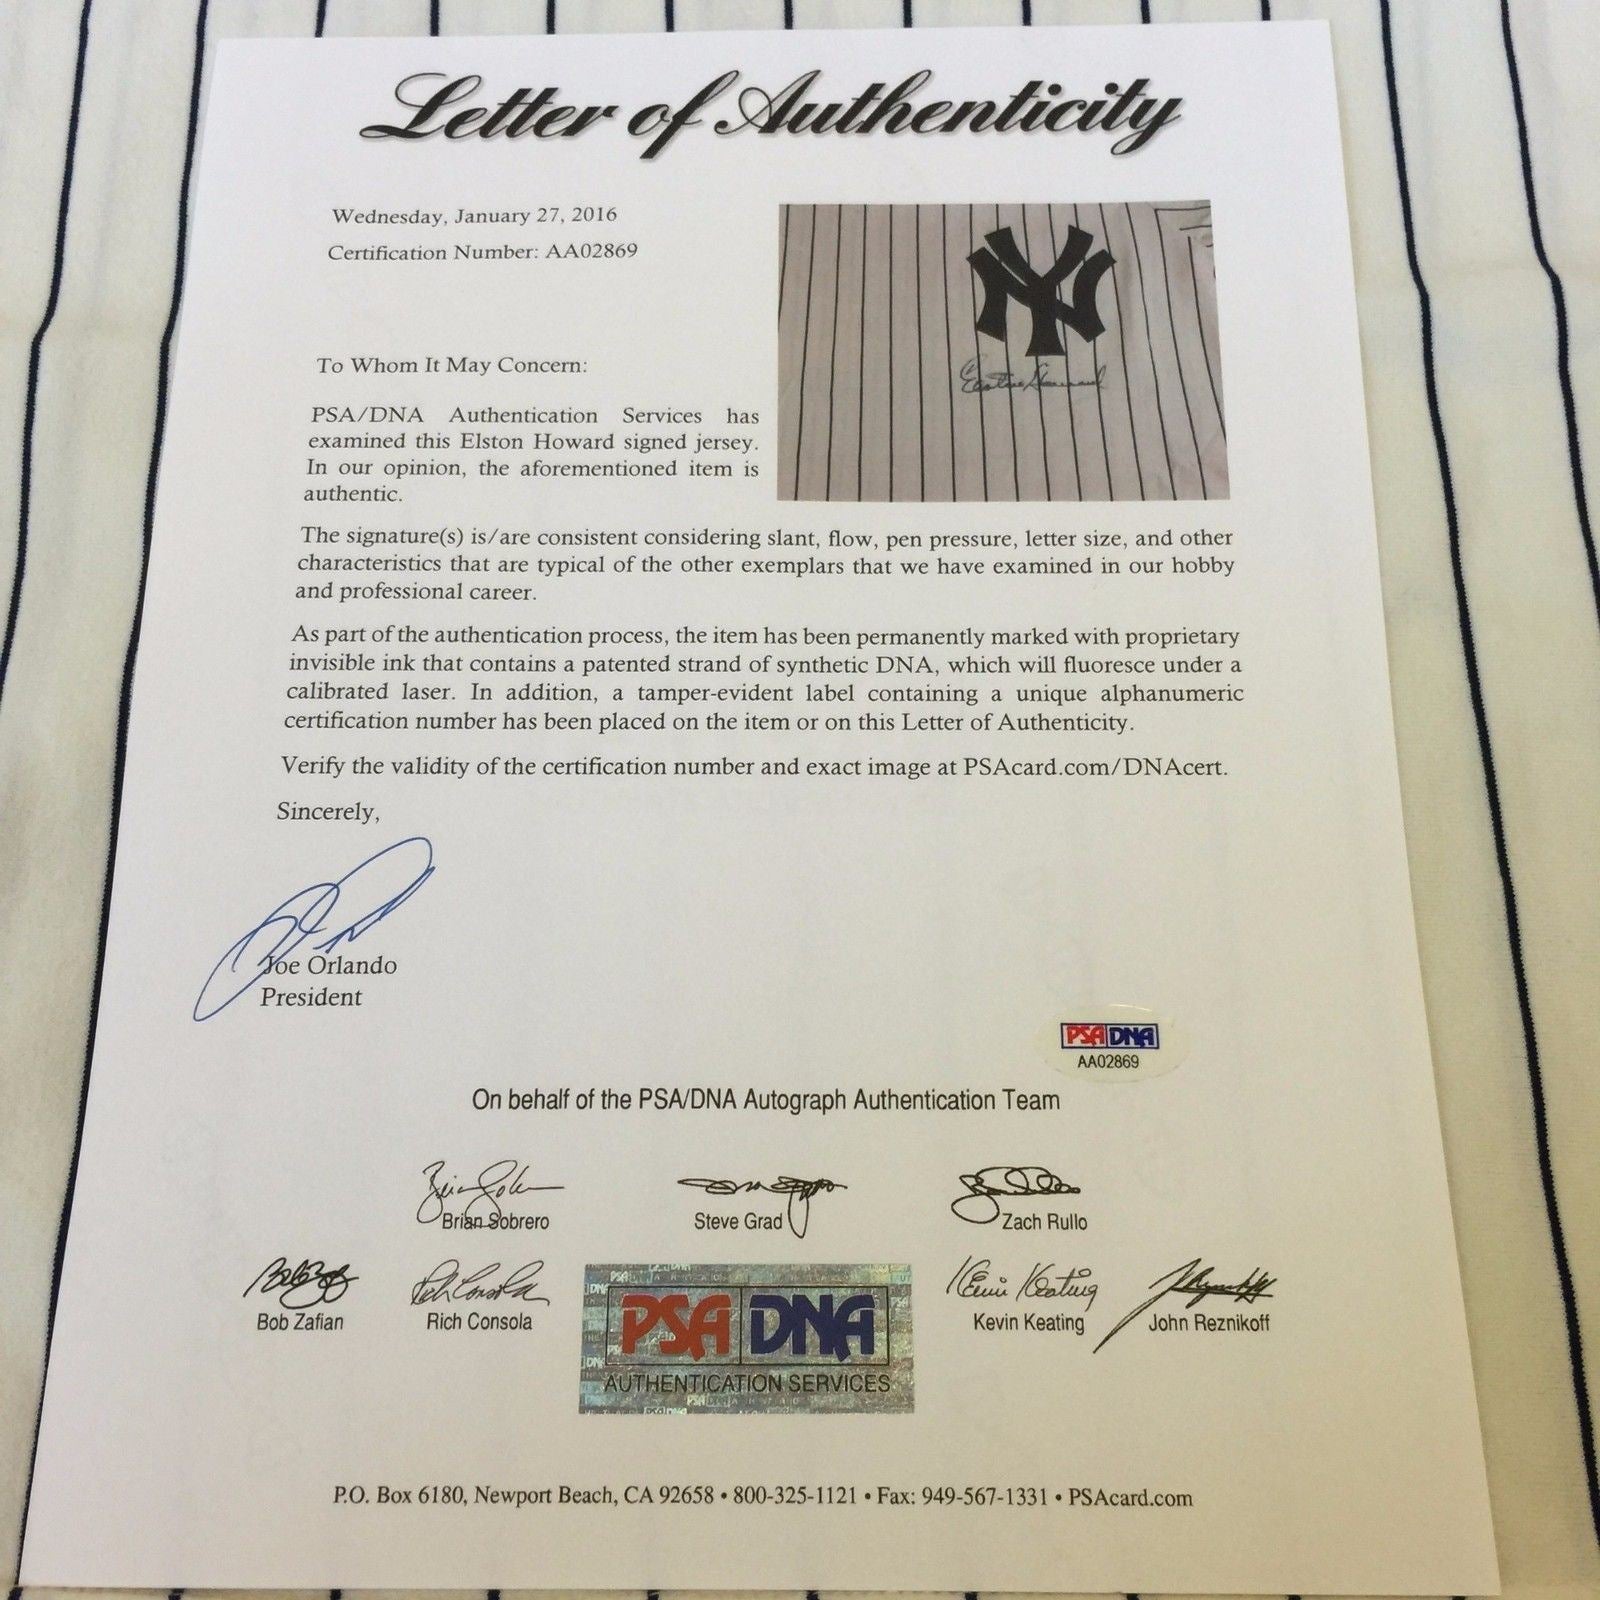 Letter of Authenticity
Wednesday, January 27, 2016
Certification Number: AA02869
NY
Elston Howard
To Whom It May Concern:
PSA/DNA Authentication Services has
examined this Elston Howard signed jersey.
In our opinion, the aforementioned item is
authentic.
The signature(s) is/are consistent considering slant, flow, pen pressure, letter size, and other
characteristics that are typical of the other exemplars that we have examined in our hobby
and professional career.
As part of the authentication process, the item has been permanently marked with proprietary
invisible ink that contains a patented strand of synthetic DNA, which will fluoresce under a
calibrated laser. In addition, a tamper-evident label containing a unique alphanumeric
certification number has been placed on the item or on this Letter of Authenticity.
Verify the validity of the certification number and exact image at PSAcard.com/DNAcert.
Sincerely,
Joe Orlando
President
PSA DNA
AA02869
On behalf of the PSA/DNA Autograph Authentication Team
Brian Sobrero Steve Grad Zach Rullo
Rich Consola Kevin Keating
Bob Zafian Rich Consola Kevin Keating John Reznikoff
PSA DNA
AUTHENTICATION SERVICES
P.O. Box 6180, Newport Beach, CA 92658 • 800-325-1121 • Fax: 949-567-1331 • PSAcard.com